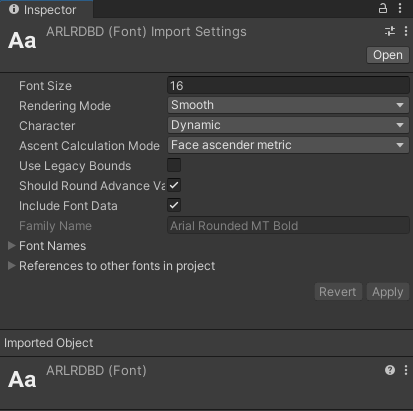 Inspector
Aa ARLRDBD (Font) Import Settings
Open
Font Size 16
Rendering Mode Smooth
Character Dynamic
Ascent Calculation Mode Face ascender metric
Use Legacy Bounds
Should Round Advance Va
Include Font Data
Family Name Arial Rounded MT Bold
Font Names
References to other fonts in project
Revert Apply
Imported Object
Aa ARLRDBD (Font)